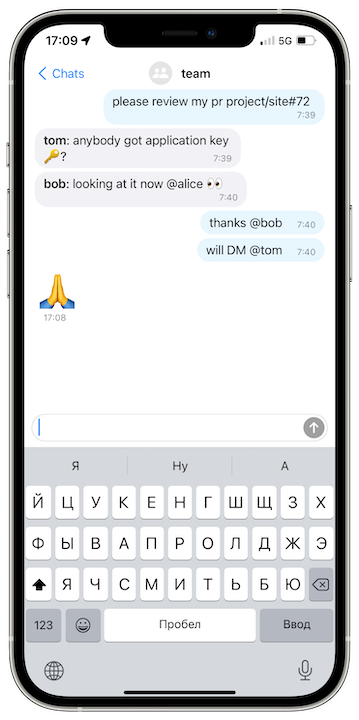 17:09 5G
Chats team
please review my pr project/site#72
7:39
tom: anybody got application key
🔑?
7:39
bob: looking at it now @alice 👀
7:40
thanks @bob 7:40
will DM @tom 7:40
🙏
17:08
Я Ну А
Й Ц У К Е Н Г Ш Щ З Х
Ф Ы В А П Р О Л Д Ж Э
Я Ч С М И Т Ь Б Ю
123 Пробел Ввод